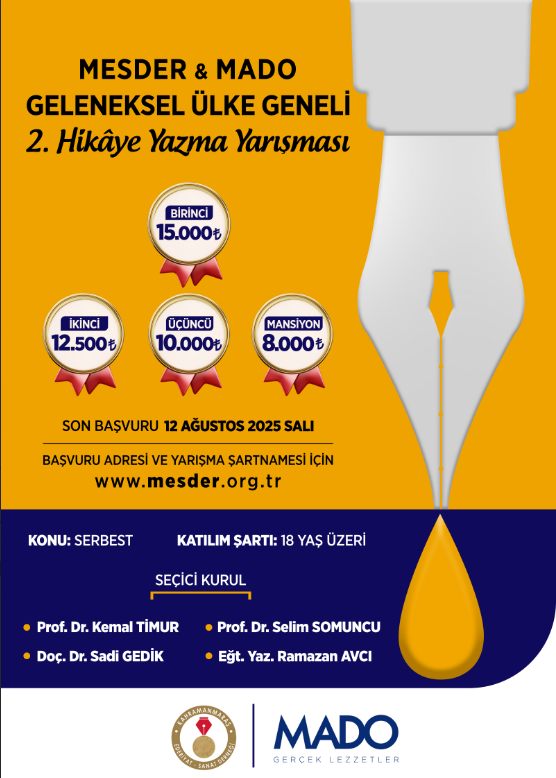 MESDER & MADO
GELENEKSEL ÜLKE GENELİ
2. Hikâye Yazma Yarışması
BİRİNCİ
15.000₺
İKİNCİ
12.500₺
ÜÇÜNCÜ
10.000₺
MANSİYON
8.000₺
SON BAŞVURU 12 AĞUSTOS 2025 SALI
BAŞVURU ADRESİ VE YARIŞMA ŞARTNAMESİ İÇİN
www.mesder.org.tr
KONU: SERBEST
KATILIM ŞARTI: 18 YAŞ ÜZERİ
SEÇİCİ KURUL
• Prof. Dr. Kemal TİMUR
• Prof. Dr. Selim SOMUNCU
• Doç. Dr. Sadi GEDİK
• Eğt. Yaz. Ramazan AVCI
KAHRAMANMARAŞ
EDEBİYAT - SANAT DERNEĞİ
MADO
GERÇEK LEZZETLER